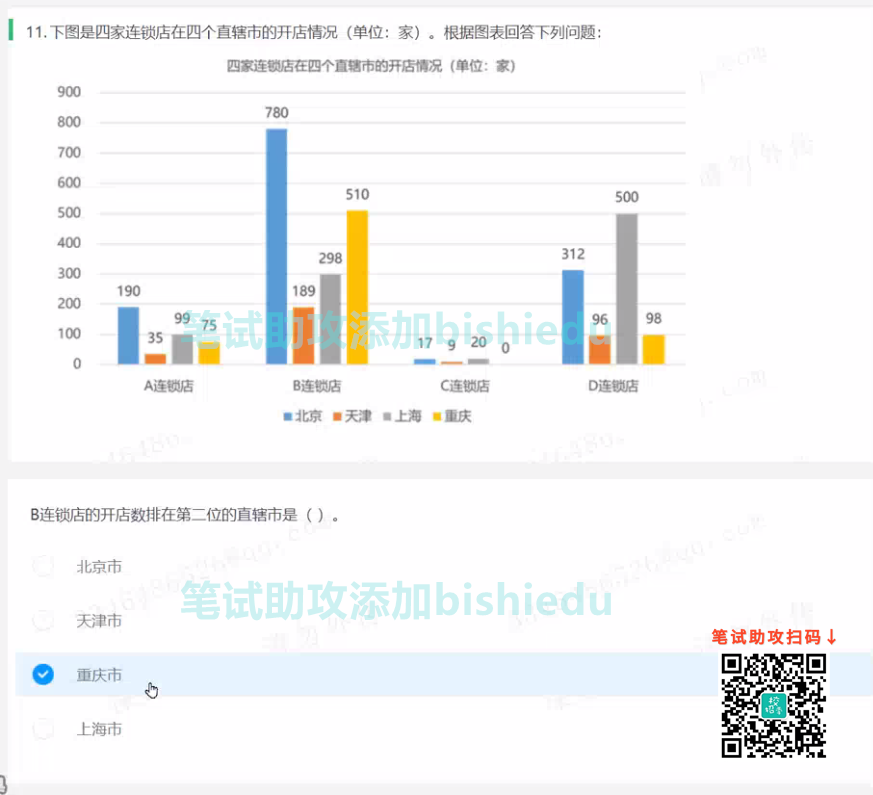 11. 下图是四家连锁店在四个直辖市的开店情况（单位：家）。根据图表回答下列问题：
四家连锁店在四个直辖市的开店情况（单位：家）
900
800
700
600
500
400
300
200
100
0
190
35
99
75
780
189
298
510
17
9
20
0
312
96
500
98
A连锁店
B连锁店
C连锁店
D连锁店
北京 天津 上海 重庆
笔试助攻添加bishiedu
B连锁店的开店数排在第二位的直辖市是（ ）。
北京市
笔试助攻添加bishiedu
天津市
笔试助攻扫码↓
重庆市
上海市